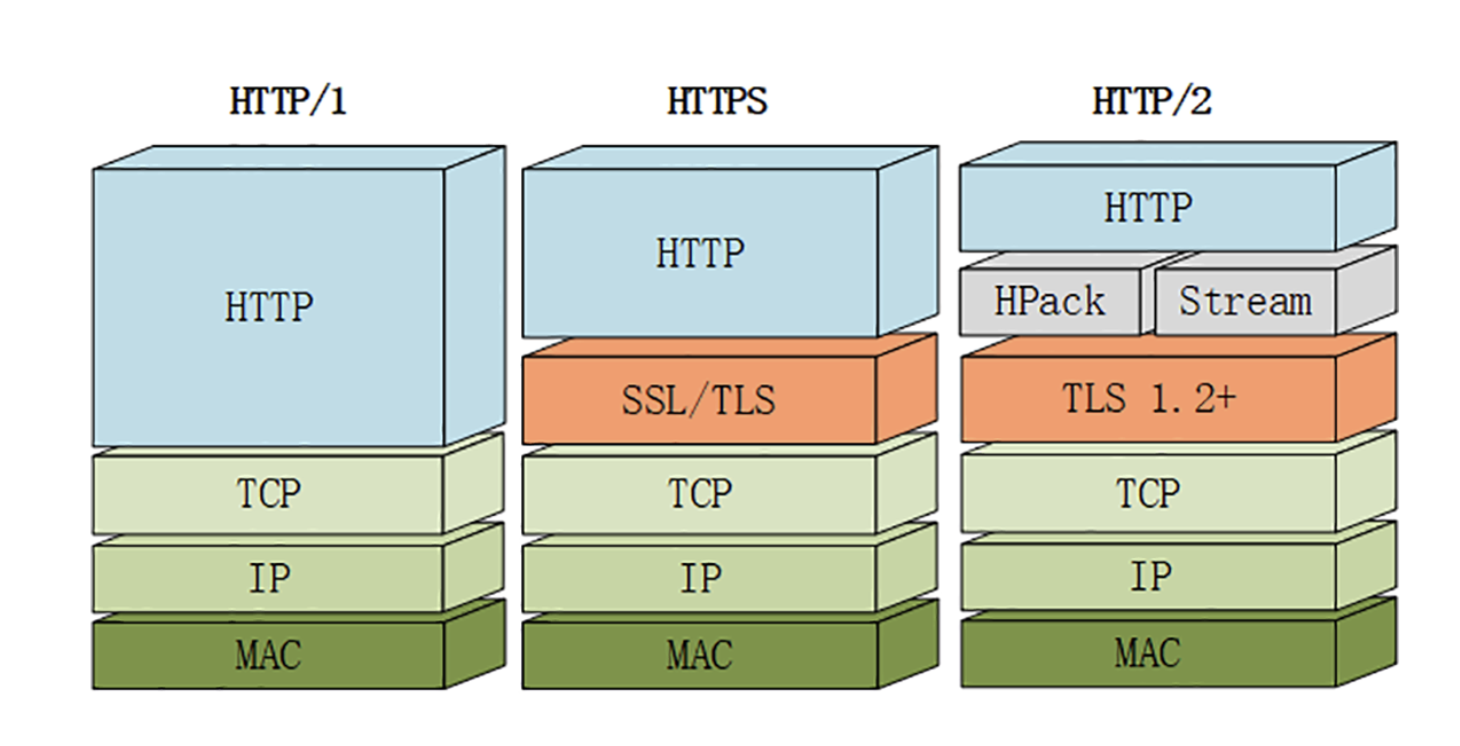 HTTP/1
HTTP
TCP
IP
MAC
HTTPS
HTTP
SSL/TLS
TCP
IP
MAC
HTTP/2
HTTP
HPack
Stream
TLS 1.2+
TCP
IP
MAC